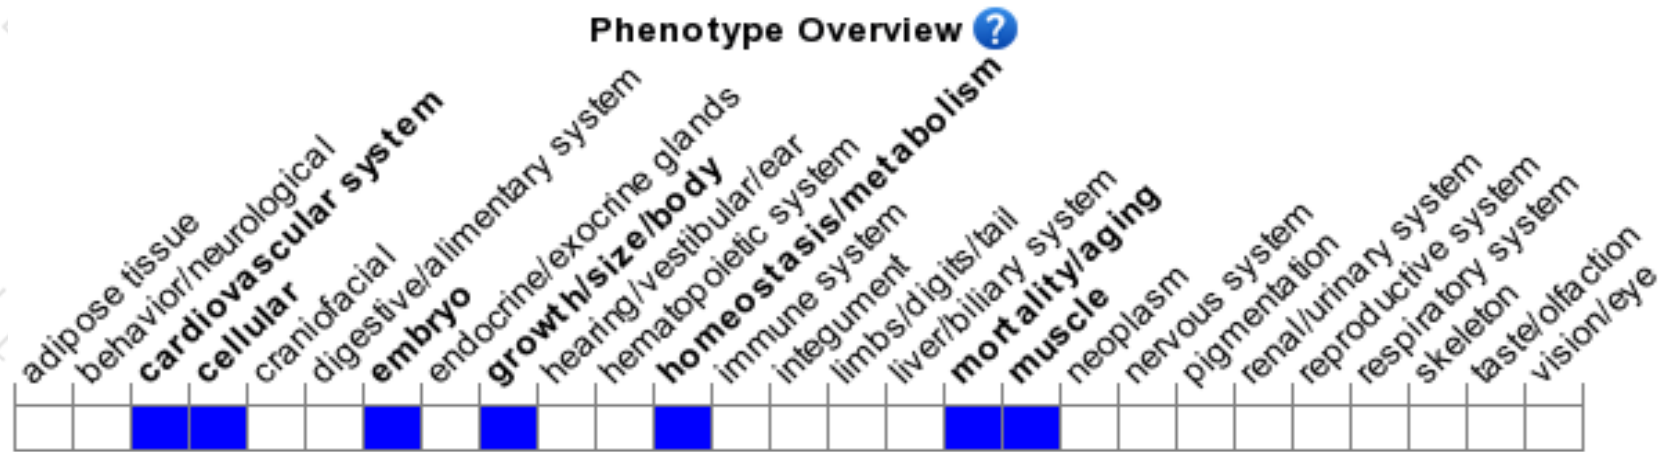 Phenotype Overview ?
adipose tissue
behavior/neurological
cardiovascular system
cellular
craniofacial
digestive/alimentary system
embryo
endocrine/exocrine glands
growth/size/body
hearing/vestibular/ear
hematopoietic system
homeostasis/metabolism
immune system
integument
limbs/digits/tail
liver/biliary system
mortality/aging
muscle
neoplasm
nervous system
pigmentation
renal/urinary system
reproductive system
respiratory system
skeleton
taste/olfaction
vision/eye